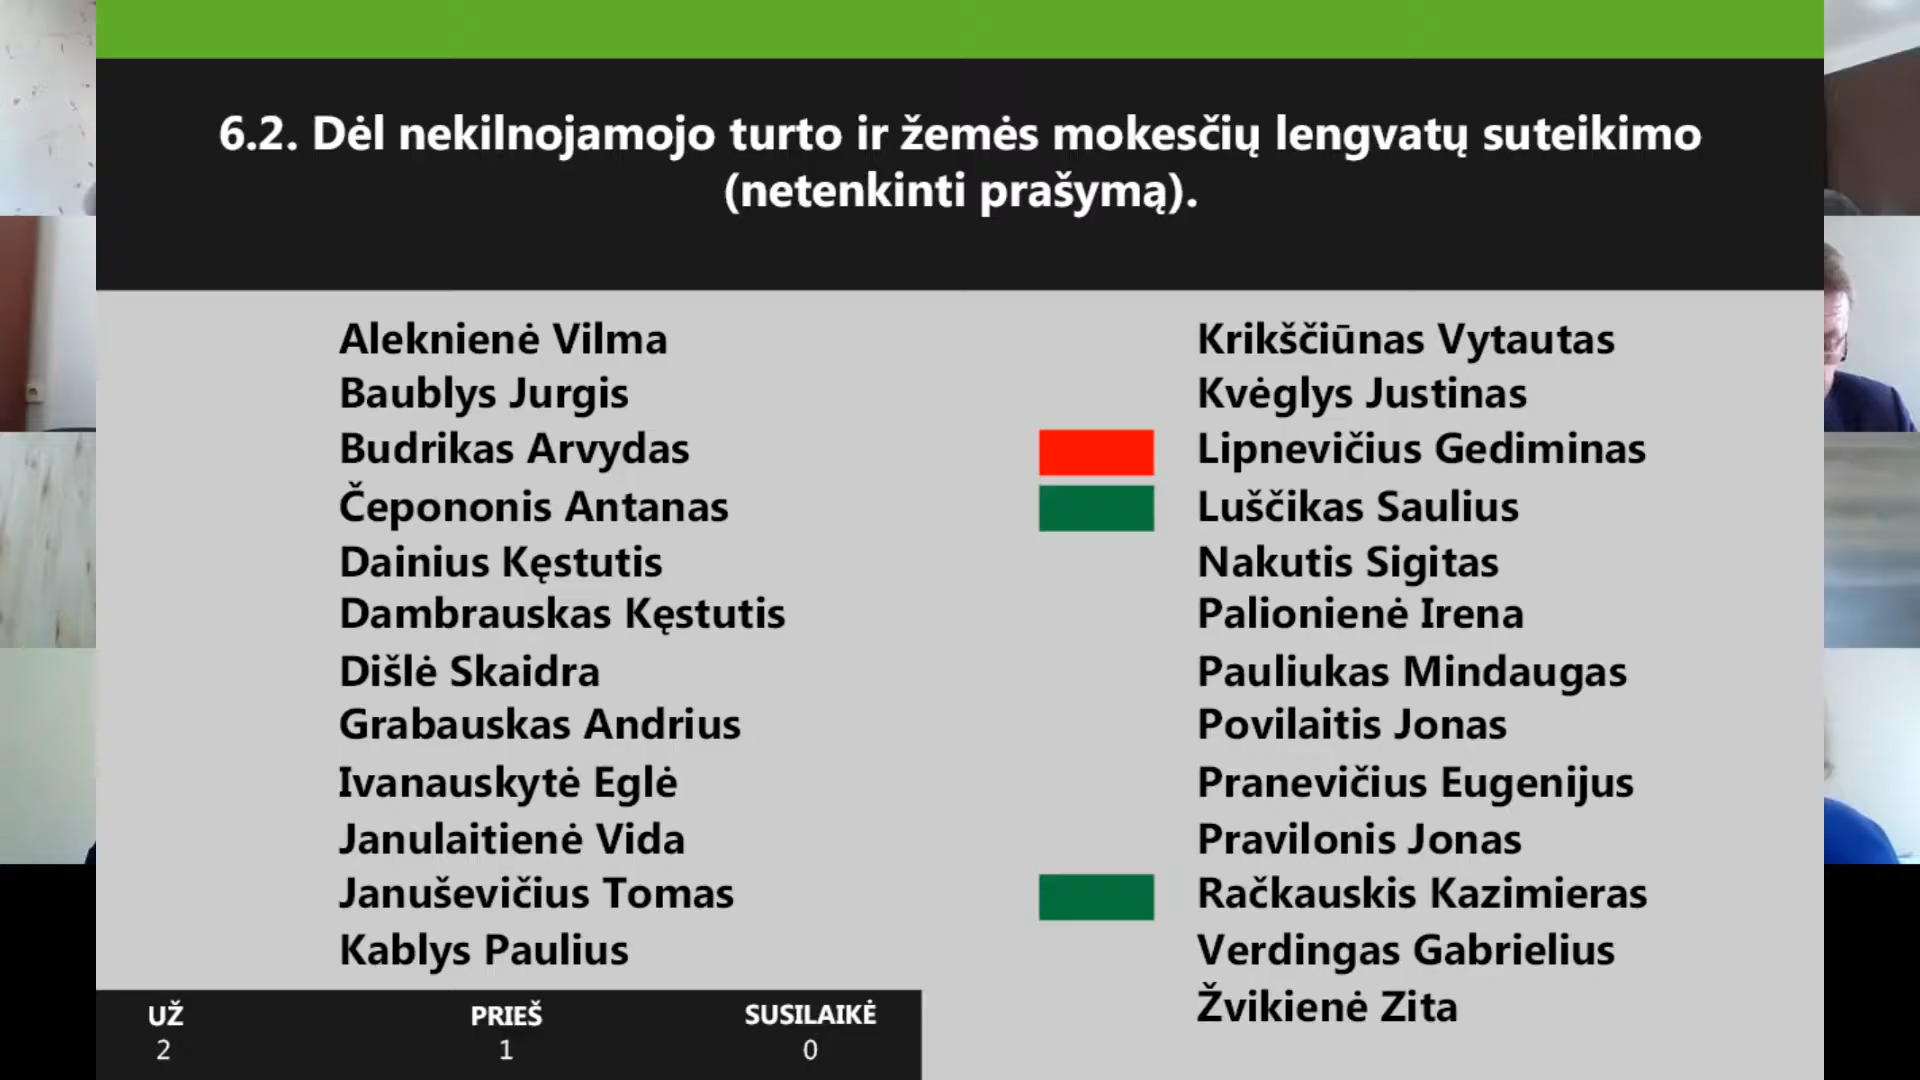 6.2. Dėl nekilnojamojo turto ir žemės mokesčių lengvatų suteikimo
(netenkinti prašymą).
Aleknienė Vilma
Baublys Jurgis
Budrikas Arvydas
Čepononis Antanas
Dainius Kęstutis
Dambrauskas Kęstutis
Dišlė Skaidra
Grabauskas Andrius
Ivanauskytė Eglė
Janulaitienė Vida
Januševičius Tomas
Kablys Paulius
Krikščiūnas Vytautas
Kvėglys Justinas
Lipnevičius Gediminas
Luščikas Saulius
Nakutis Sigitas
Palionienė Irena
Pauliukas Mindaugas
Povilaitis Jonas
Pranevičius Eugenijus
Pravilonis Jonas
Račkauskis Kazimieras
Verdingas Gabrielius
Žvikienė Zita
UŽ PRIEŠ SUSILAIKĖ
2 1 0